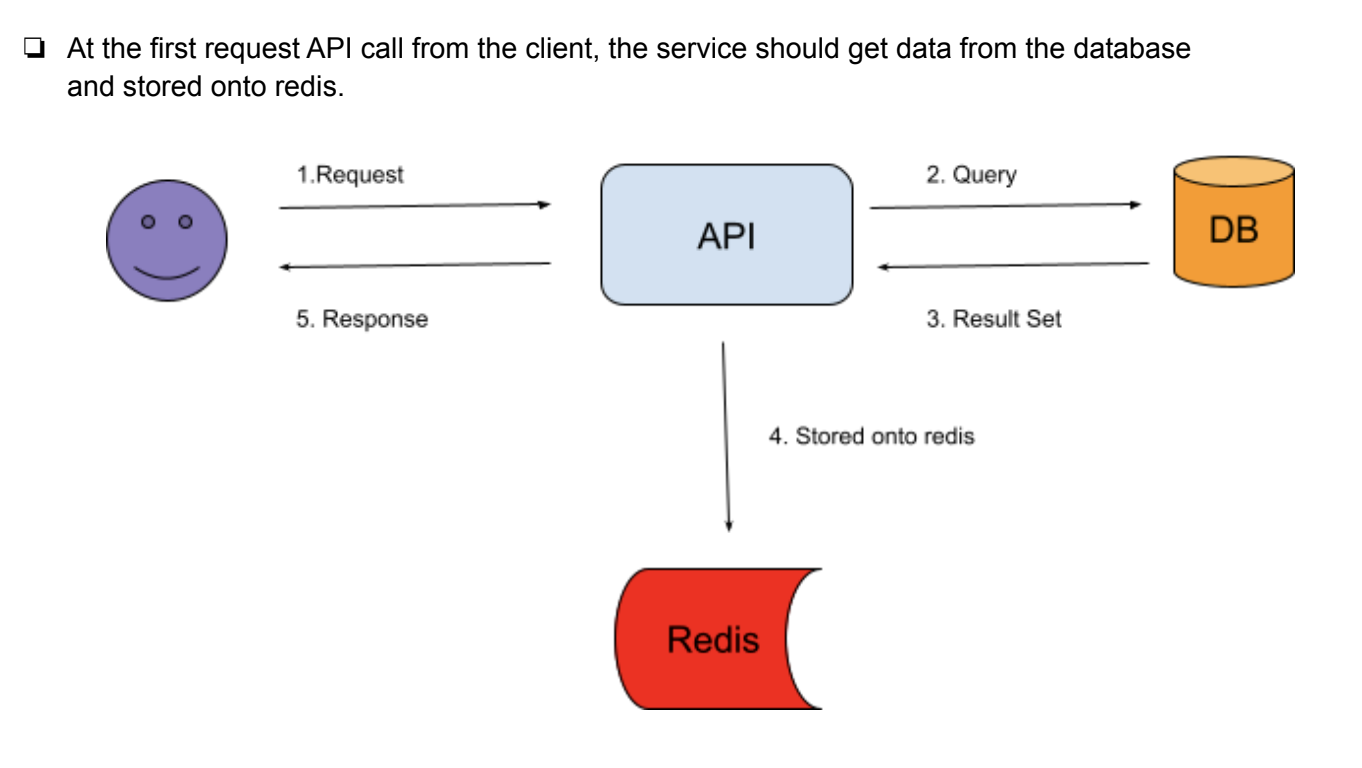 At the first request API call from the client, the service should get data from the database
and stored onto redis.
1.Request
2. Query
API
DB
5. Response
3. Result Set
4. Stored onto redis
Redis